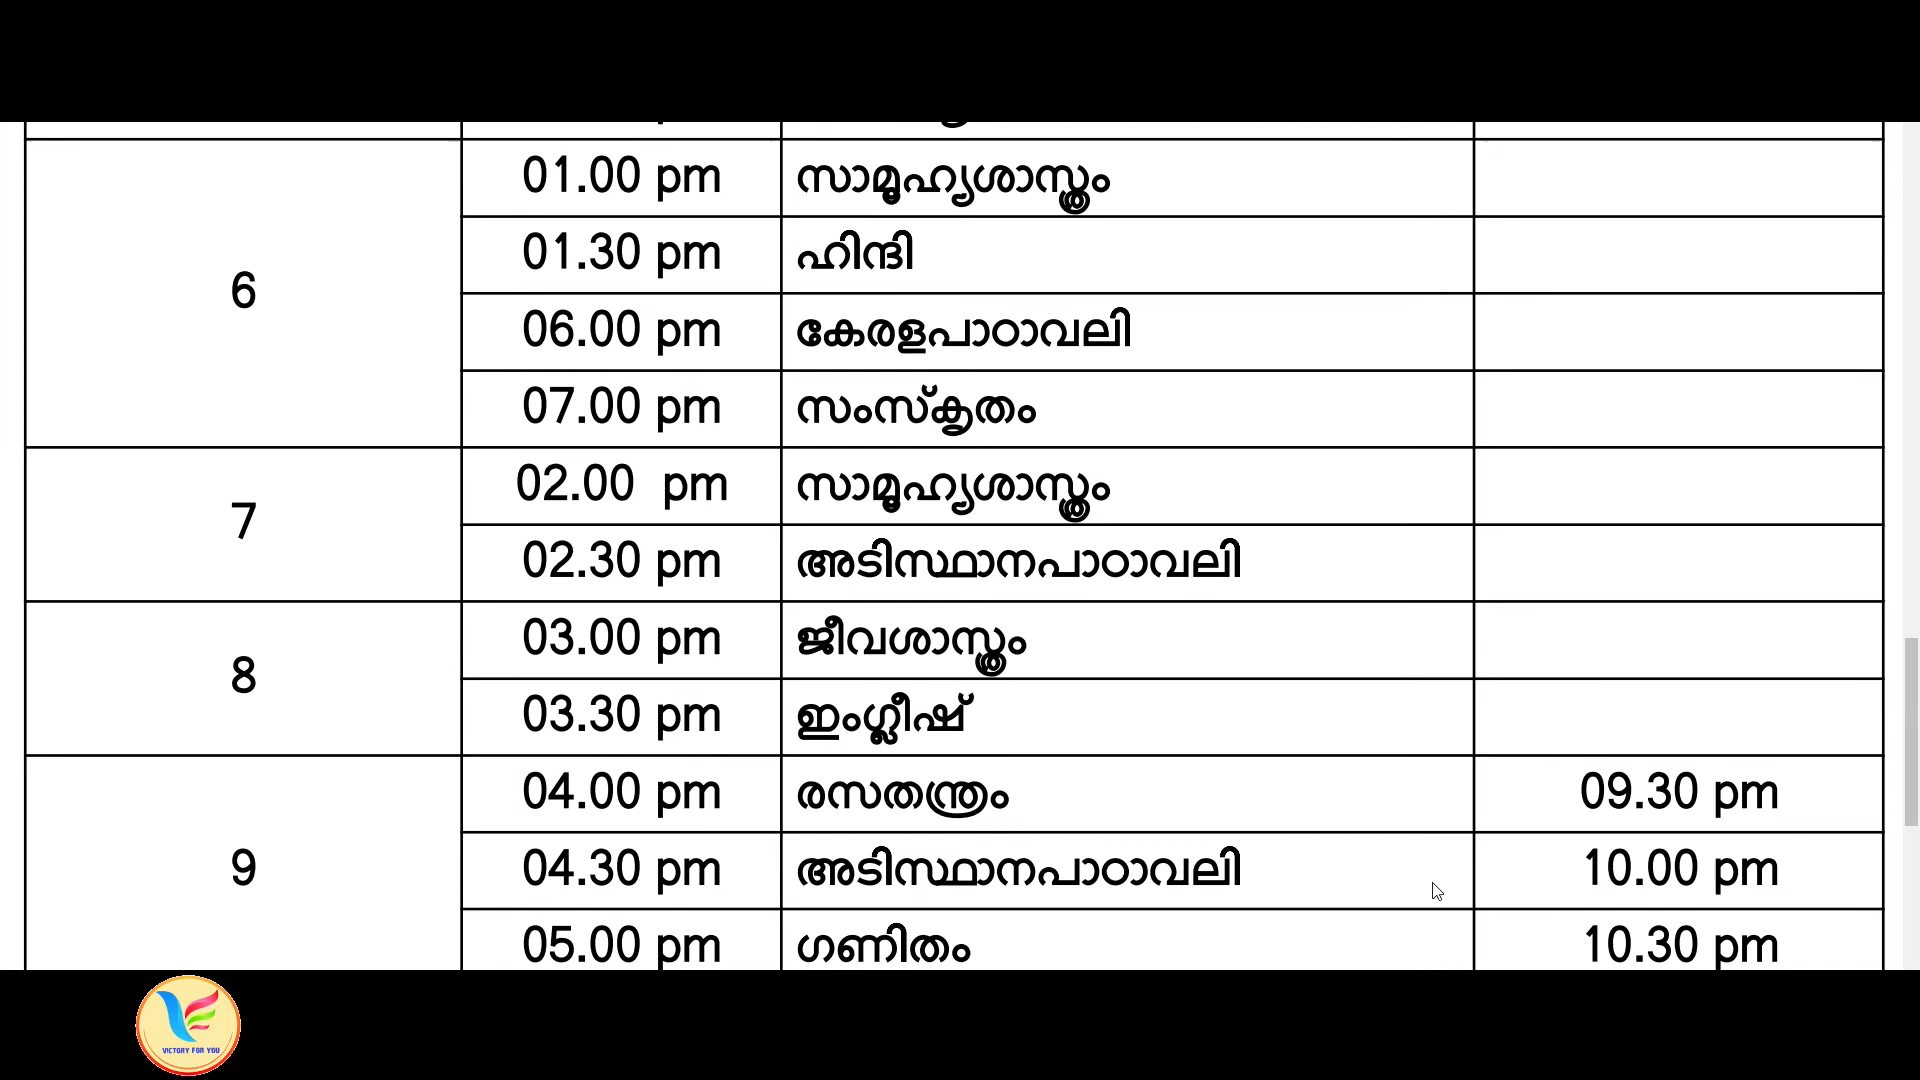 6
01.00 pm സാമൂഹ്യശാസ്ത്രം
01.30 pm ഹിന്ദി
06.00 pm കേരളപാഠാവലി
07.00 pm സംസ്കൃതം
7
02.00 pm സാമൂഹ്യശാസ്ത്രം
02.30 pm അടിസ്ഥാനപാഠാവലി
8
03.00 pm ജീവശാസ്ത്രം
03.30 pm ഇംഗ്ലീഷ്
9
04.00 pm രസതന്ത്രം 09.30 pm
04.30 pm അടിസ്ഥാനപാഠാവലി 10.00 pm
05.00 pm ഗണിതം 10.30 pm
VICTORY FOR YOU